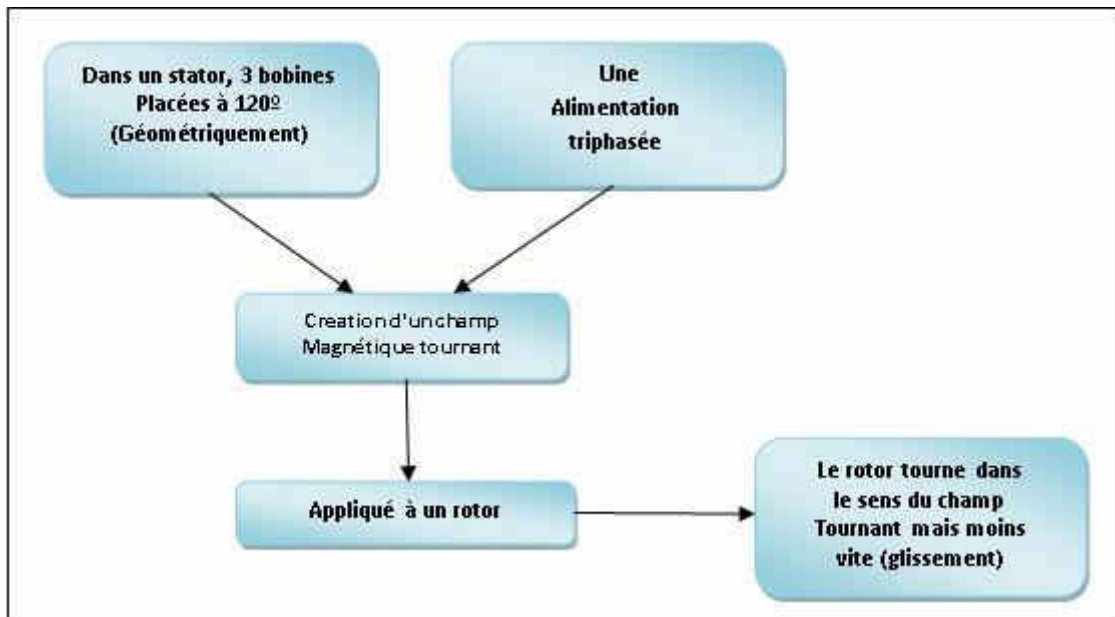 Dans un stator, 3 bobines
Placées à 120º
(Géométriquement)
Une
Alimentation
triphasée
Creation d'un champ
Magnétique tournant
Appliqué à un rotor
Le rotor tourne dans
le sens du champ
Tournant mais moins
vite (glissement)